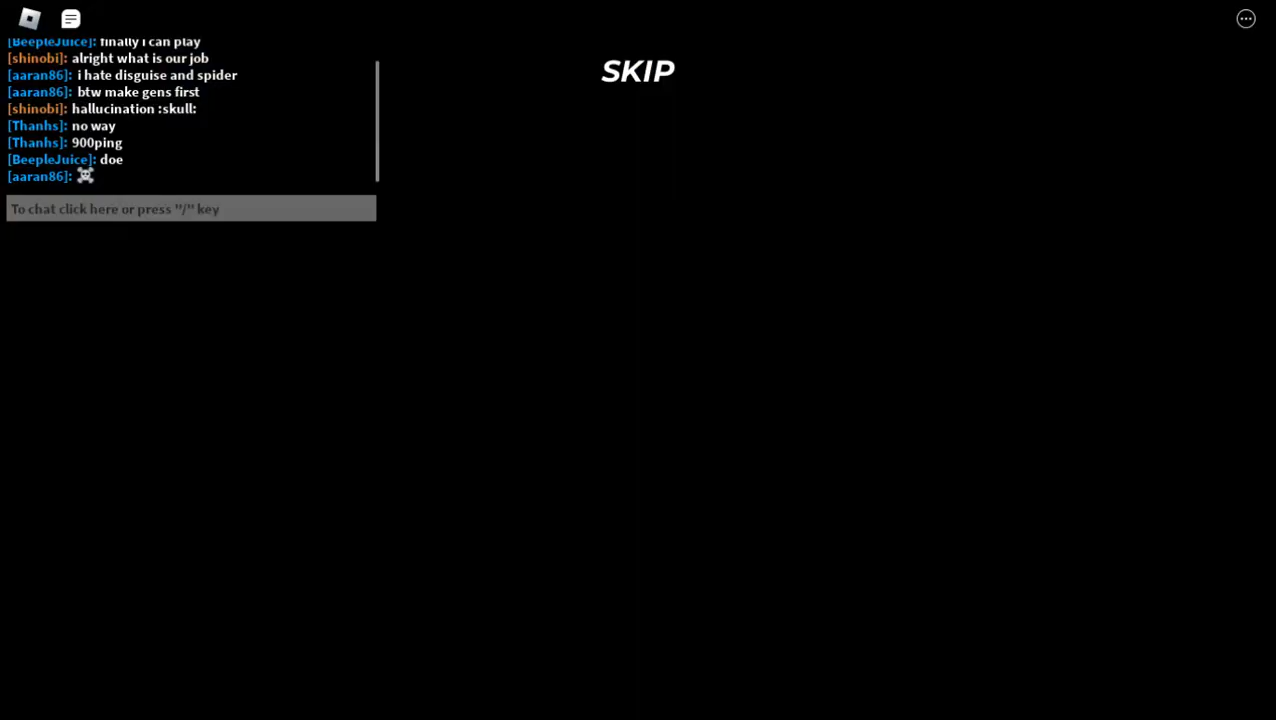 [BeepleJuice]: finally i can play
[shinobi]: alright what is our job
SKIP
[aaran86]: i hate disguise and spider
[aaran86]: btw make gens first
[shinobi]: hallucination :skull:
[Thanhs]: no way
[Thanhs]: 900ping
[BeepleJuice]: doe
[aaran86]: ☠️
To chat click here or press "/" key